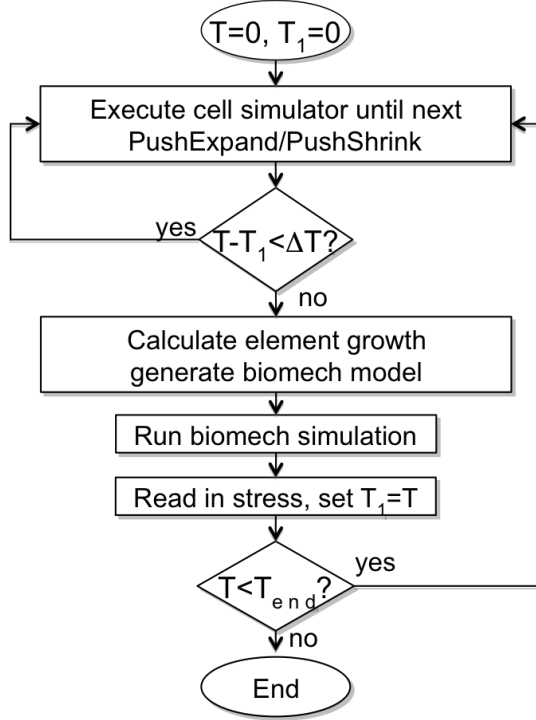 T=0, T₁=0
Execute cell simulator until next
PushExpand/PushShrink
yes
T-T₁<ΔT?
no
Calculate element growth
generate biomech model
Run biomech simulation
Read in stress, set T₁=T
yes
T<Tₑₙd?
no
End